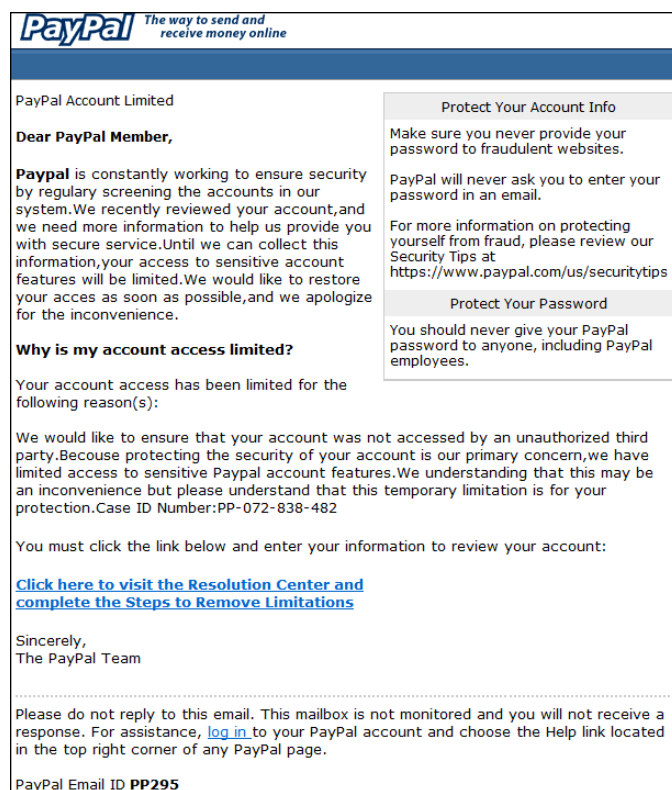 PayPal The way to send and
receive money online
PayPal Account Limited
Dear PayPal Member,
Paypal is constantly working to ensure security
by regulary screening the accounts in our
system.We recently reviewed your account,and
we need more information to help us provide you
with secure service.Until we can collect this
information,your access to sensitive account
features will be limited.We would like to restore
your acces as soon as possible,and we apologize
for the inconvenience.
Why is my account access limited?
Your account access has been limited for the
following reason(s):
Protect Your Account Info
Make sure you never provide your
password to fraudulent websites.
PayPal will never ask you to enter your
password in an email.
For more information on protecting
yourself from fraud, please review our
Security Tips at
https://www.paypal.com/us/securitytips
Protect Your Password
You should never give your PayPal
password to anyone, including PayPal
employees.
We would like to ensure that your account was not accessed by an unauthorized third
party.Becouse protecting the security of your account is our primary concern,we have
limited access to sensitive Paypal account features.We understanding that this may be
an inconvenience but please understand that this temporary limitation is for your
protection.Case ID Number:PP-072-838-482
You must click the link below and enter your information to review your account:
Click here to visit the Resolution Center and
complete the Steps to Remove Limitations
Sincerely,
The PayPal Team
Please do not reply to this email. This mailbox is not monitored and you will not receive a
response. For assistance, log in to your PayPal account and choose the Help link located
in the top right corner of any PayPal page.
PayPal Email ID PP295